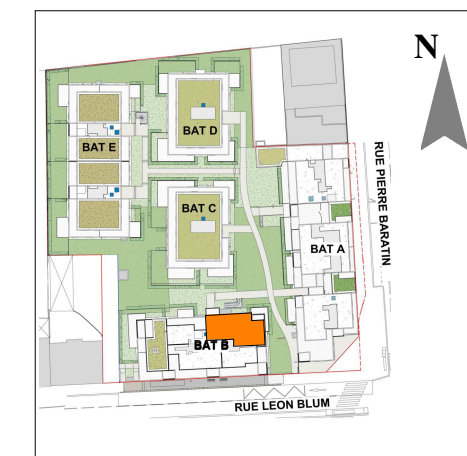 N
BAT D
BAT E
BAT C
BAT A
RUE PIERRE BARATIN
BAT B
RUE LEON BLUM